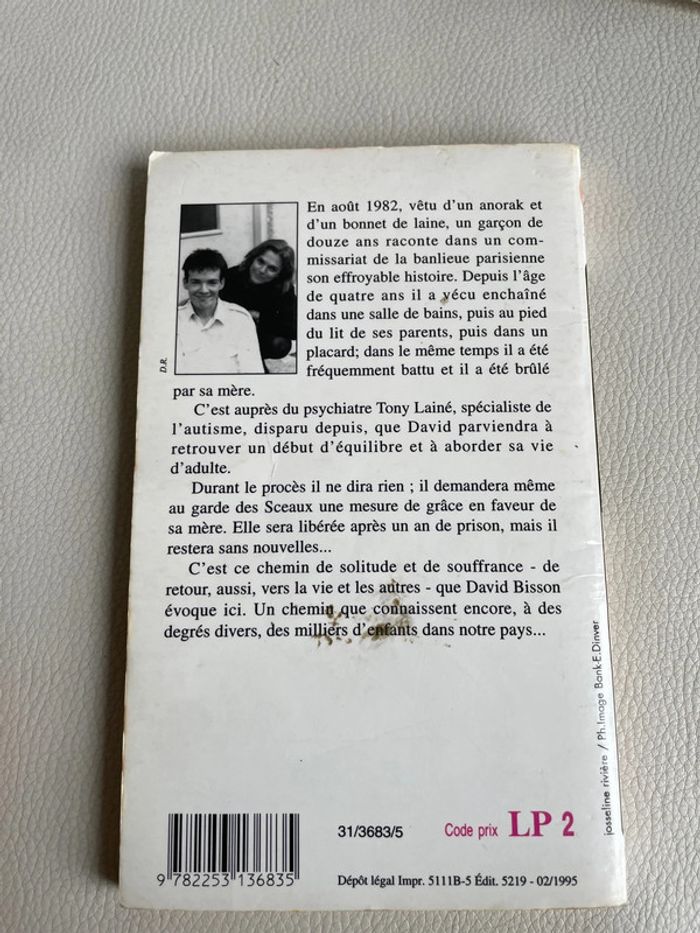 En août 1982, vêtu d'un anorak et
d'un bonnet de laine, un garçon de
douze ans raconte dans un com-
missariat de la banlieue parisienne
son effroyable histoire. Depuis l'âge
de quatre ans il a vécu enchaîné
dans une salle de bains, puis au pied
du lit de ses parents, puis dans un
placard; dans le même temps il a été
fréquemment battu et il a été brûlé
par sa mère.
C'est auprès du psychiatre Tony Lainé, spécialiste de
l'autisme, disparu depuis, que David parviendra à
retrouver un début d'équilibre et à aborder sa vie
d'adulte.
Durant le procès il ne dira rien ; il demandera même
au garde des Sceaux une mesure de grâce en faveur de
sa mère. Elle sera libérée après un an de prison, mais il
restera sans nouvelles...
C'est ce chemin de solitude et de souffrance - de
retour, aussi, vers la vie et les autres - que David Bisson
évoque ici. Un chemin que connaissent encore, à des
degrés divers, des milliers d'enfants dans notre pays...
D.R.
josseline rivière / Ph.Image Bank-E.Dinver
31/3683/5
Code prix LP 2
9 782253 136835
Dépôt légal Impr. 5111B-5 Édit. 5219 - 02/1995